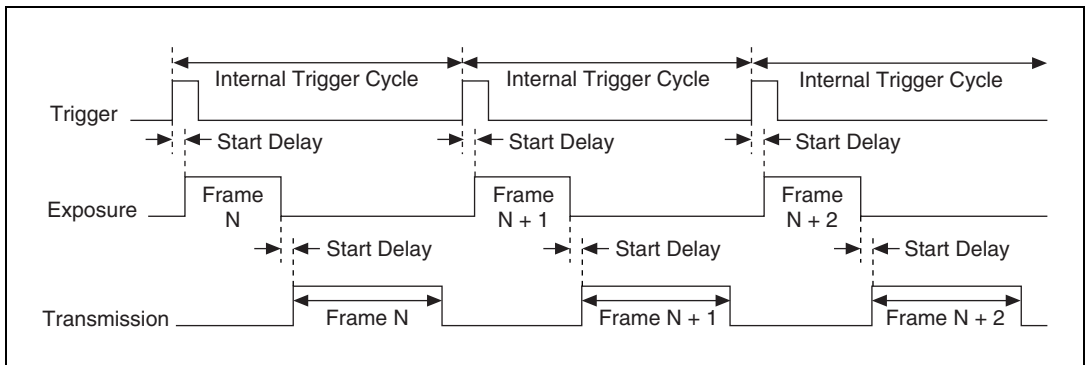 Internal Trigger Cycle Internal Trigger Cycle Internal Trigger Cycle
Trigger
Start Delay Start Delay Start Delay
Exposure
Frame N Frame N + 1 Frame N + 2
Start Delay Start Delay Start Delay
Transmission
Frame N Frame N + 1 Frame N + 2